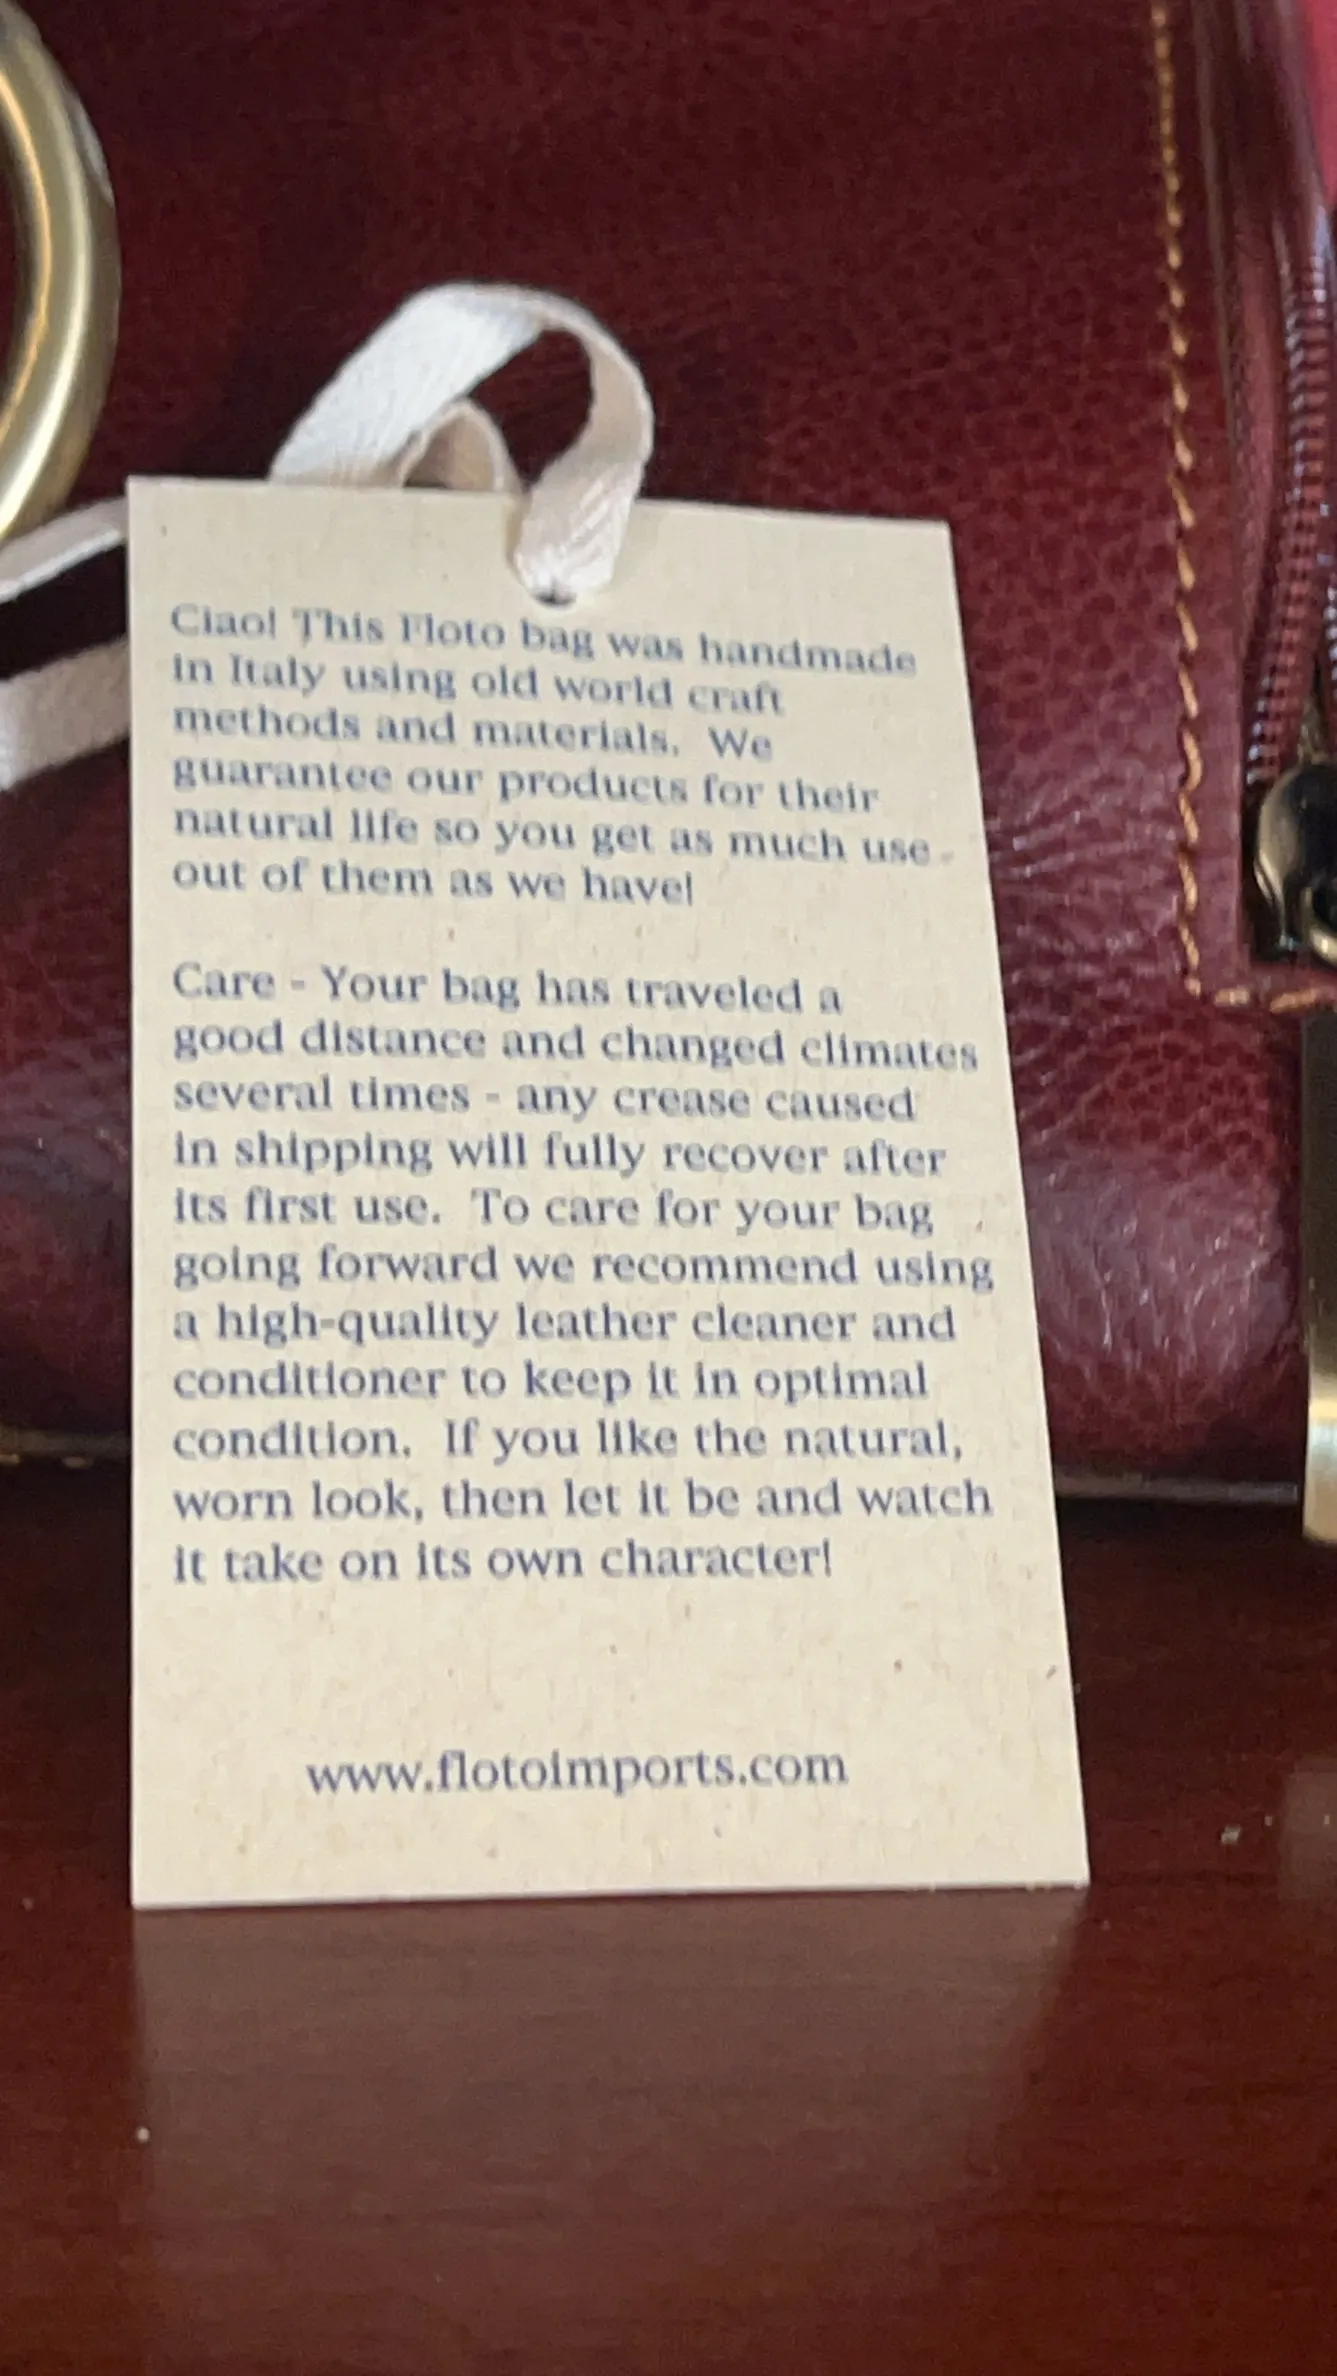 Ciao! This Floto bag was handmade
in Italy using old world craft
methods and materials.  We
guarantee our products for their
natural life so you get as much use
out of them as we have!
Care - Your bag has traveled a
good distance and changed climates
several times - any crease caused
in shipping will fully recover after
its first use.  To care for your bag
going forward we recommend using
a high-quality leather cleaner and
conditioner to keep it in optimal
condition.  If you like the natural,
worn look, then let it be and watch
it take on its own character!
www.flotoimports.com